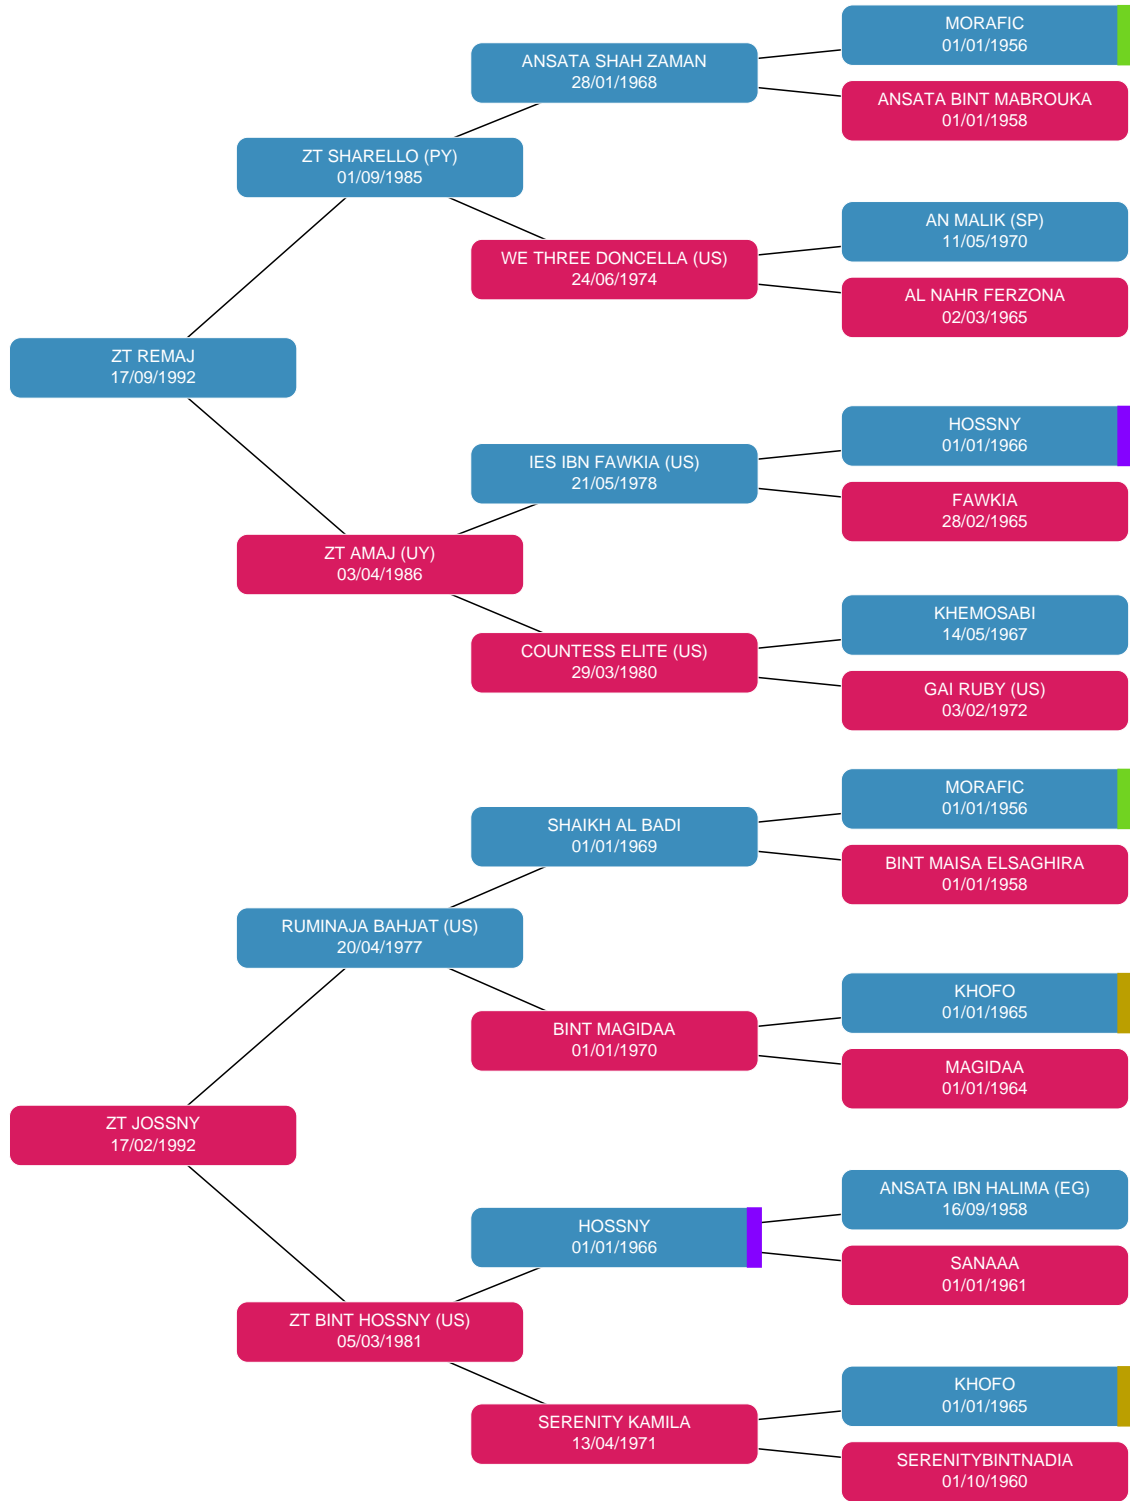 MORAFIC
01/01/1956
ANSATA SHAH ZAMAN
28/01/1968
ANSATA BINT MABROUKA
01/01/1958
ZT SHARELLO (PY)
01/09/1985
AN MALIK (SP)
11/05/1970
WE THREE DONCELLA (US)
24/06/1974
AL NAHR FERZONA
02/03/1965
ZT REMAJ
17/09/1992
HOSSNY
01/01/1966
IES IBN FAWKIA (US)
21/05/1978
FAWKIA
28/02/1965
ZT AMAJ (UY)
03/04/1986
KHEMOSABI
14/05/1967
COUNTESS ELITE (US)
29/03/1980
GAI RUBY (US)
03/02/1972
MORAFIC
01/01/1956
SHAIKH AL BADI
01/01/1969
BINT MAISA ELSAGHIRA
01/01/1958
RUMINAJA BAHJAT (US)
20/04/1977
KHOFO
01/01/1965
BINT MAGIDAA
01/01/1970
MAGIDAA
01/01/1964
ZT JOSSNY
17/02/1992
ANSATA IBN HALIMA (EG)
16/09/1958
HOSSNY
01/01/1966
SANAAA
01/01/1961
ZT BINT HOSSNY (US)
05/03/1981
KHOFO
01/01/1965
SERENITY KAMILA
13/04/1971
SERENITYBINTNADIA
01/10/1960